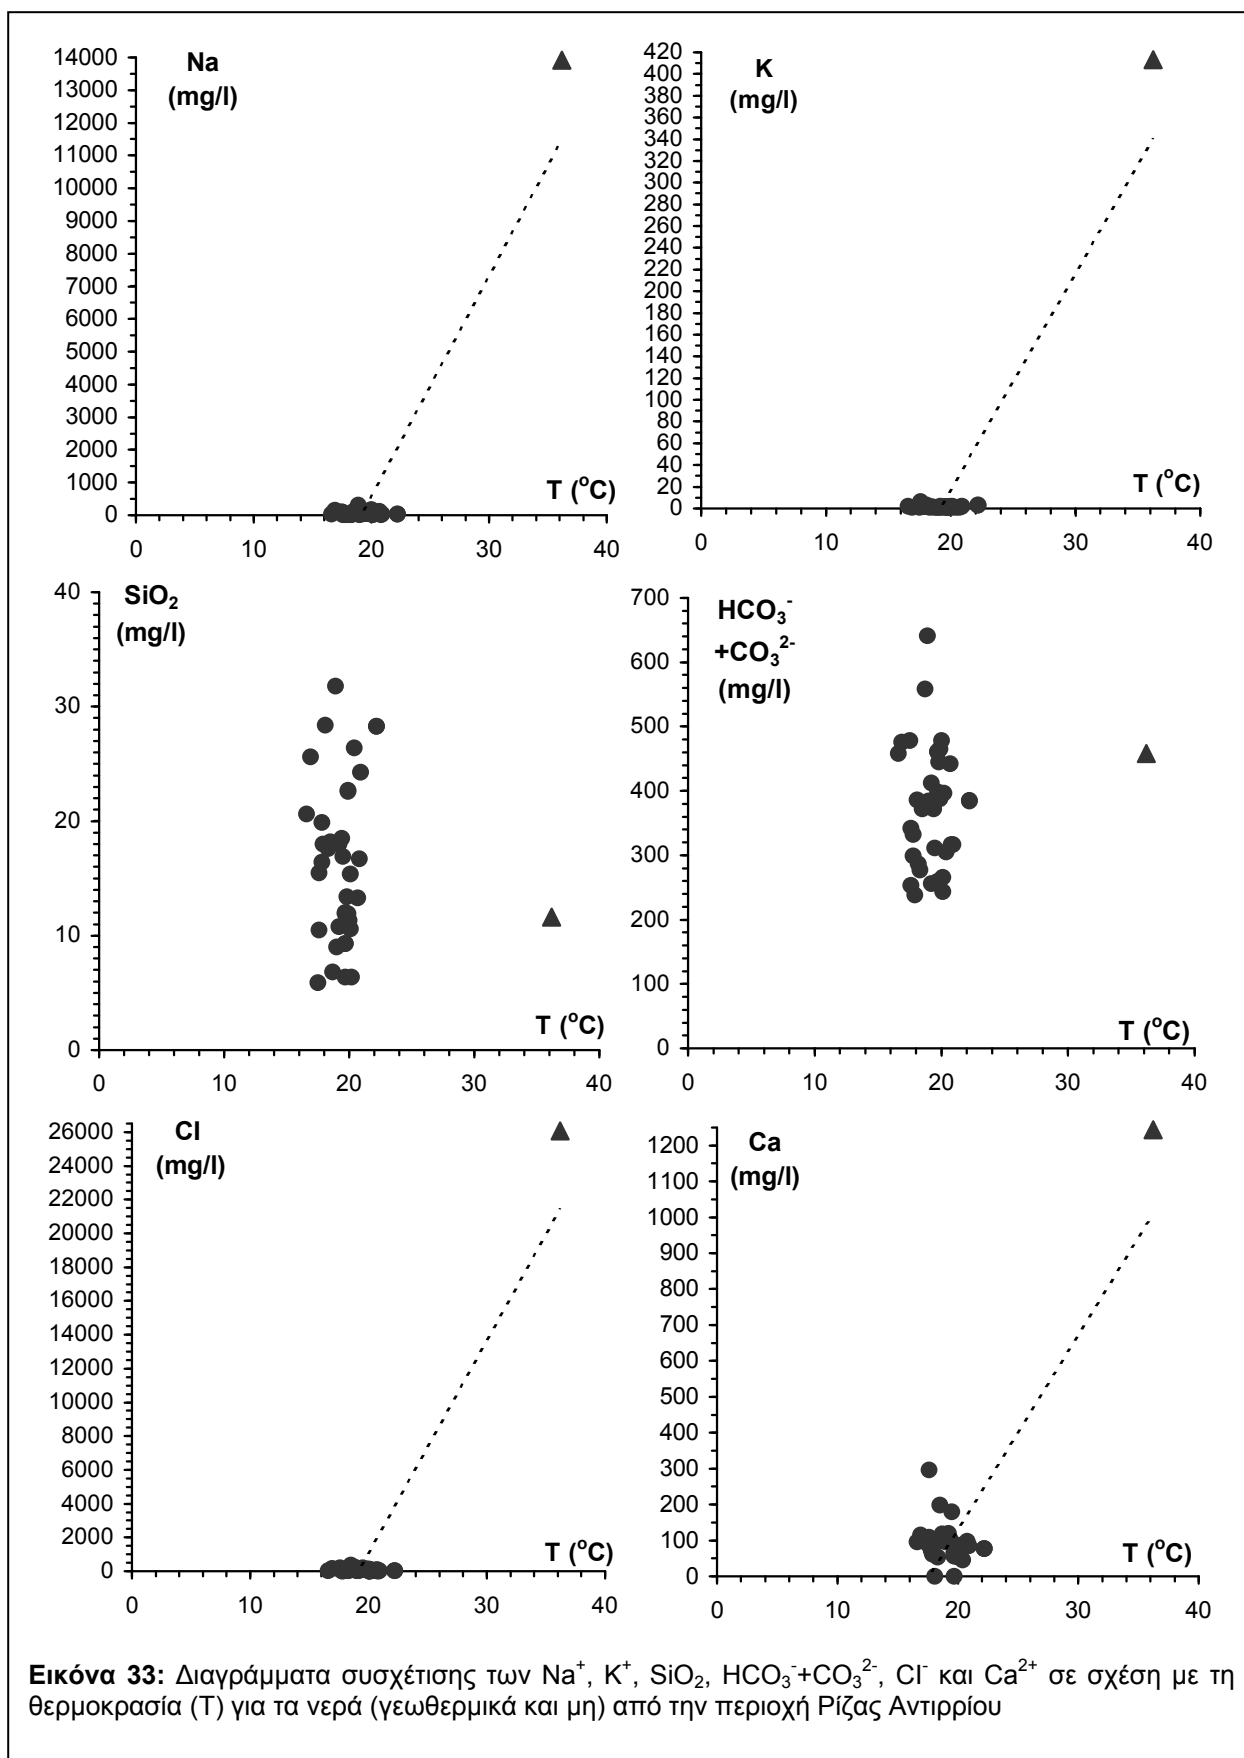 Na
(mg/l)
14000
13000
12000
11000
10000
9000
8000
7000
6000
5000
4000
3000
2000
1000
0
T (°C)
0 10 20 30 40
K
(mg/l)
420
400
380
360
340
320
300
280
260
240
220
200
180
160
140
120
100
80
60
40
20
0
T (°C)
0 10 20 30 40
SiO₂
(mg/l)
40
30
20
10
0
T (°C)
0 10 20 30 40
HCO₃⁻
+CO₃²⁻
(mg/l)
700
600
500
400
300
200
100
0
T (°C)
0 10 20 30 40
Cl
(mg/l)
26000
24000
22000
20000
18000
16000
14000
12000
10000
8000
6000
4000
2000
0
T (°C)
0 10 20 30 40
Ca
(mg/l)
1200
1100
1000
900
800
700
600
500
400
300
200
100
0
T (°C)
0 10 20 30 40
Εικόνα 33: Διαγράμματα συσχέτισης των Na⁺, K⁺, SiO₂, HCO₃⁻+CO₃²⁻, Cl⁻ και Ca²⁺ σε σχέση με τη
θερμοκρασία (Τ) για τα νερά (γεωθερμικά και μη) από την περιοχή Ρίζας Αντιρρίου